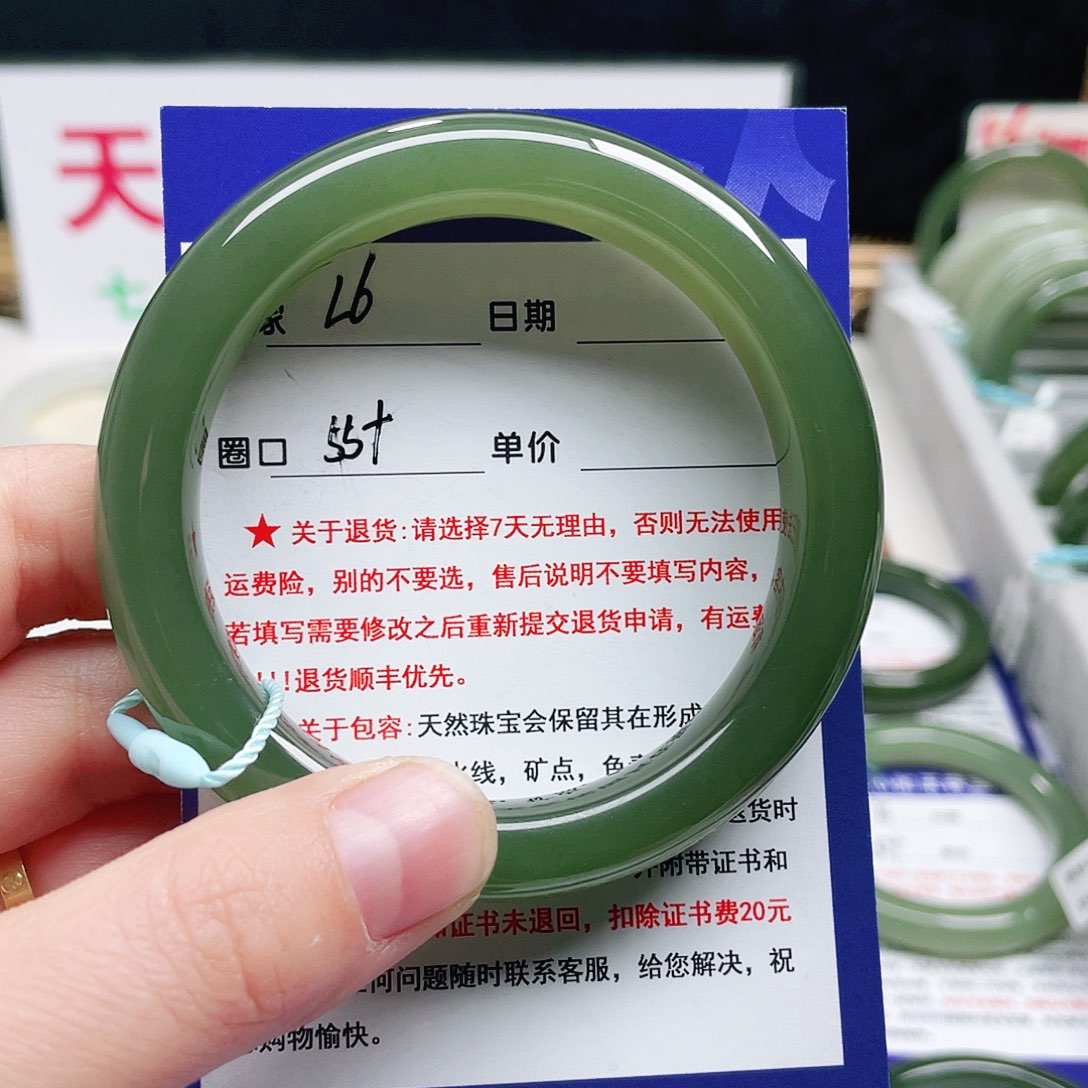 天
七
家 L6 日期
圈口 55+ 单价
★关于退货:请选择7天无理由，否则无法使用
运费险，别的不要选，售后说明不要填写内容，
若填写需要修改之后重新提交退货申请，有运费
!!!退货顺丰优先。
关于包容:天然珠宝会保留其在形成
水线，矿点，色
退货时
并附带证书和
证书未退回，扣除证书费20元
何问题随时联系客服，给您解决，祝
购物愉快。